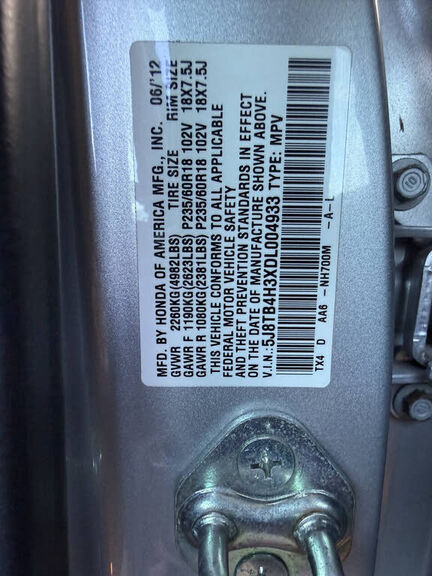 MFD. BY HONDA OF AMERICA MFG., INC. 06/'12
GVWR 2260KG(4982LBS) TIRE SIZE RIM SIZE
GAWR F 1190KG(2623LBS) P235/60R18 102V 18X7.5J
GAWR R 1080KG(2381LBS) P235/60R18 102V 18X7.5J
THIS VEHICLE CONFORMS TO ALL APPLICABLE
FEDERAL MOTOR VEHICLE SAFETY
AND THEFT PREVENTION STANDARDS IN EFFECT
ON THE DATE OF MANUFACTURE SHOWN ABOVE.
V.I.N.:5J8TB4H3XDL004933 TYPE: MPV
TX4 D AA6 -NH700M -A-L